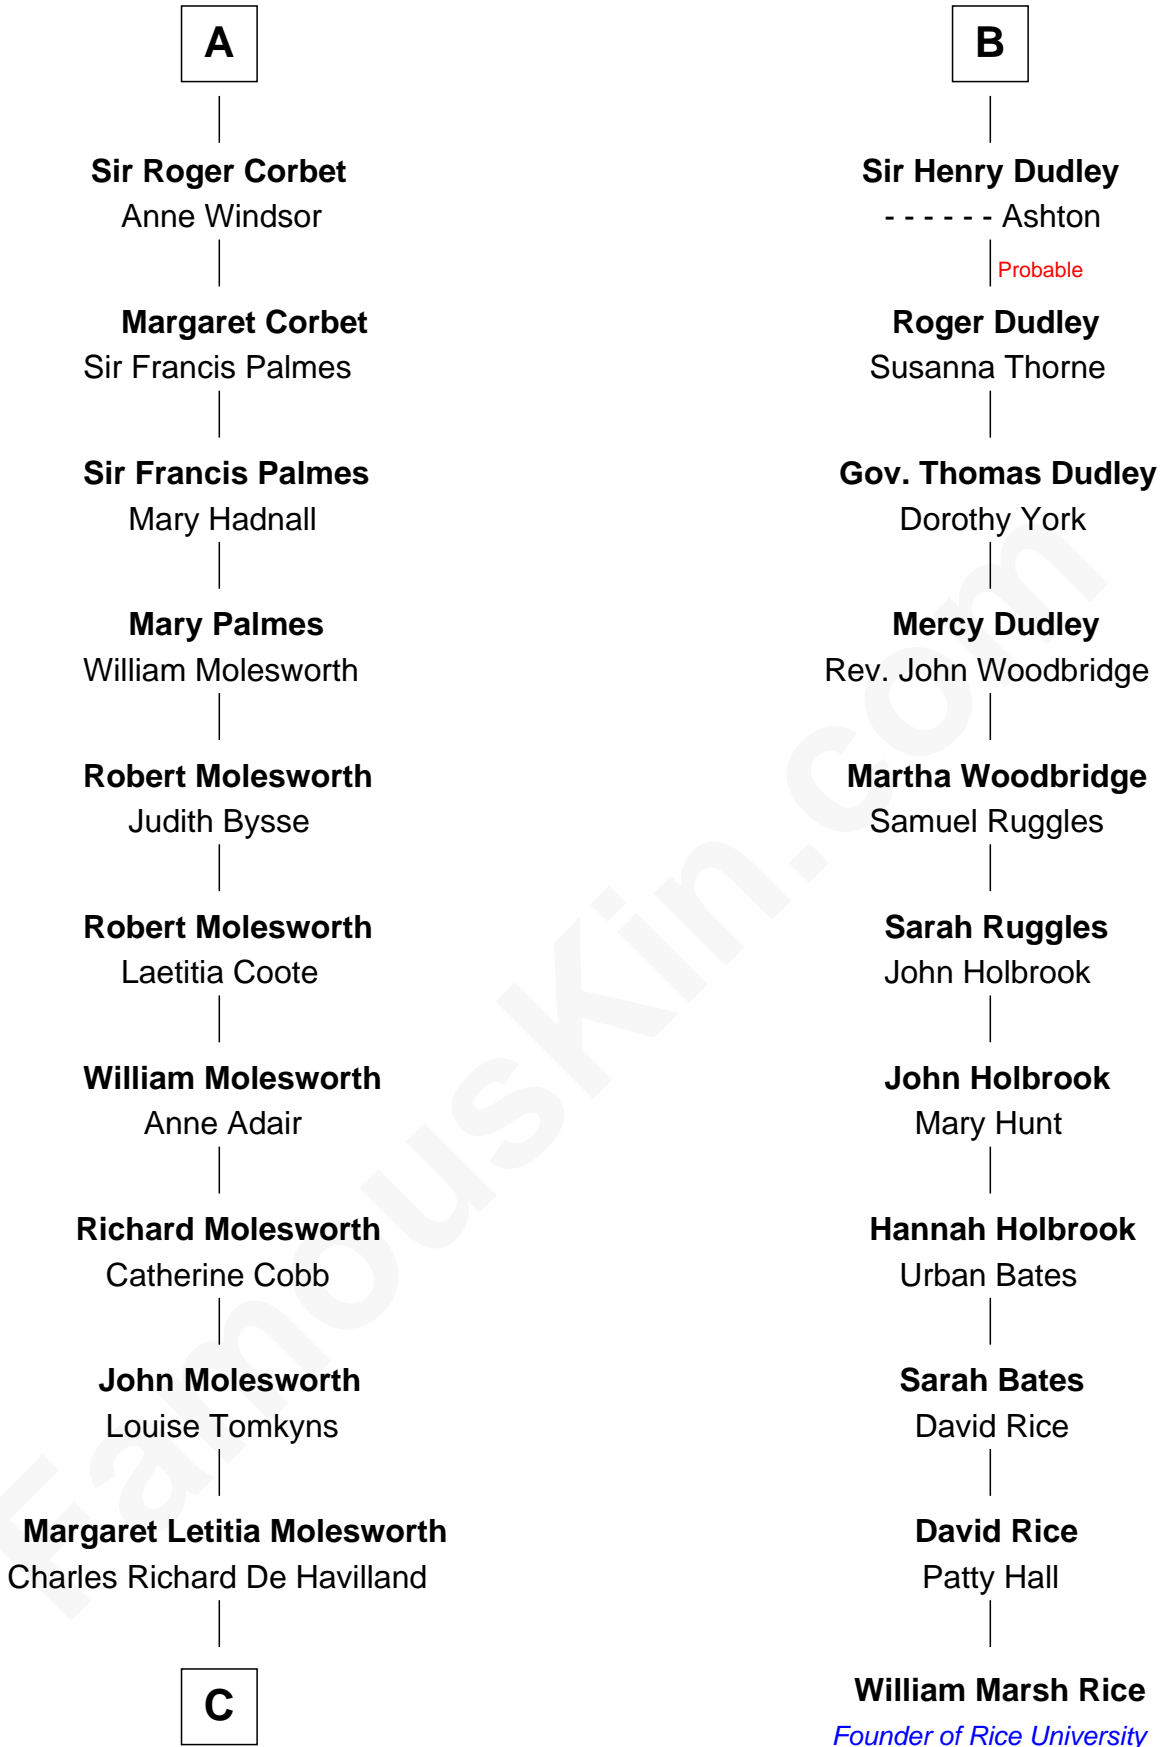 A
Sir Roger Corbet
Anne Windsor
Margaret Corbet
Sir Francis Palmes
Sir Francis Palmes
Mary Hadnall
Mary Palmes
William Molesworth
Robert Molesworth
Judith Bysse
Robert Molesworth
Laetitia Coote
William Molesworth
Anne Adair
Richard Molesworth
Catherine Cobb
John Molesworth
Louise Tomkyns
Margaret Letitia Molesworth
Charles Richard De Havilland
C
B
Sir Henry Dudley
- - - - - - Ashton
Probable
Roger Dudley
Susanna Thorne
Gov. Thomas Dudley
Dorothy York
Mercy Dudley
Rev. John Woodbridge
Martha Woodbridge
Samuel Ruggles
Sarah Ruggles
John Holbrook
John Holbrook
Mary Hunt
Hannah Holbrook
Urban Bates
Sarah Bates
David Rice
David Rice
Patty Hall
William Marsh Rice
Founder of Rice University
FamousKin.com